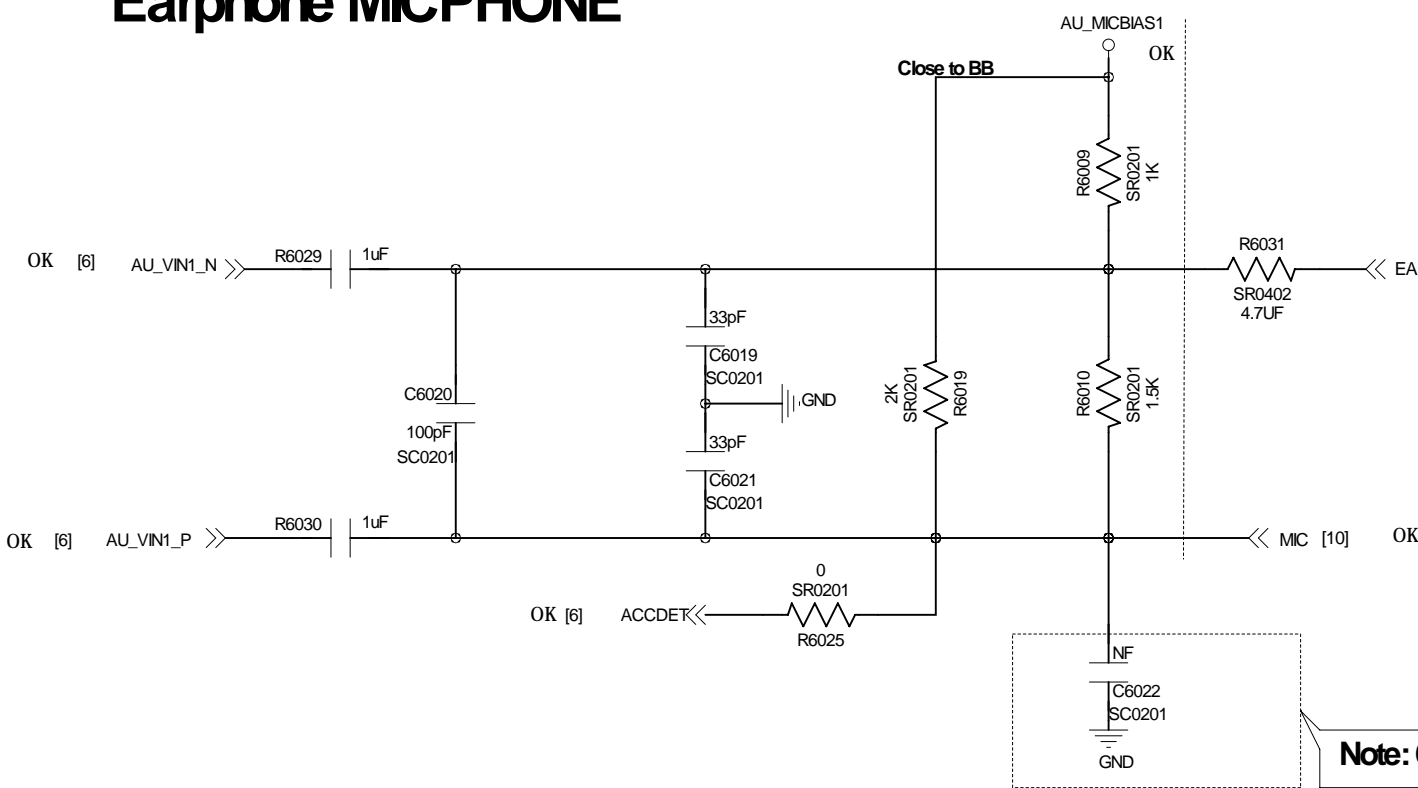 Earphone MICPHONE
AU_MICBIAS1
OK
Close to BB
R6009
SR0201
1K
OK [6] AU_VIN1_N
R6029
1uF
R6031
SR0402
4.7UF
EA
33pF
C6019
SC0201
C6020
100pF
SC0201
GND
2K
SR0201
R6019
R6010
SR0201
1.5K
33pF
C6021
SC0201
OK [6] AU_VIN1_P
R6030
1uF
MIC [10] OK
0
SR0201
OK [6] ACCDET
R6025
NF
C6022
SC0201
GND
Note: